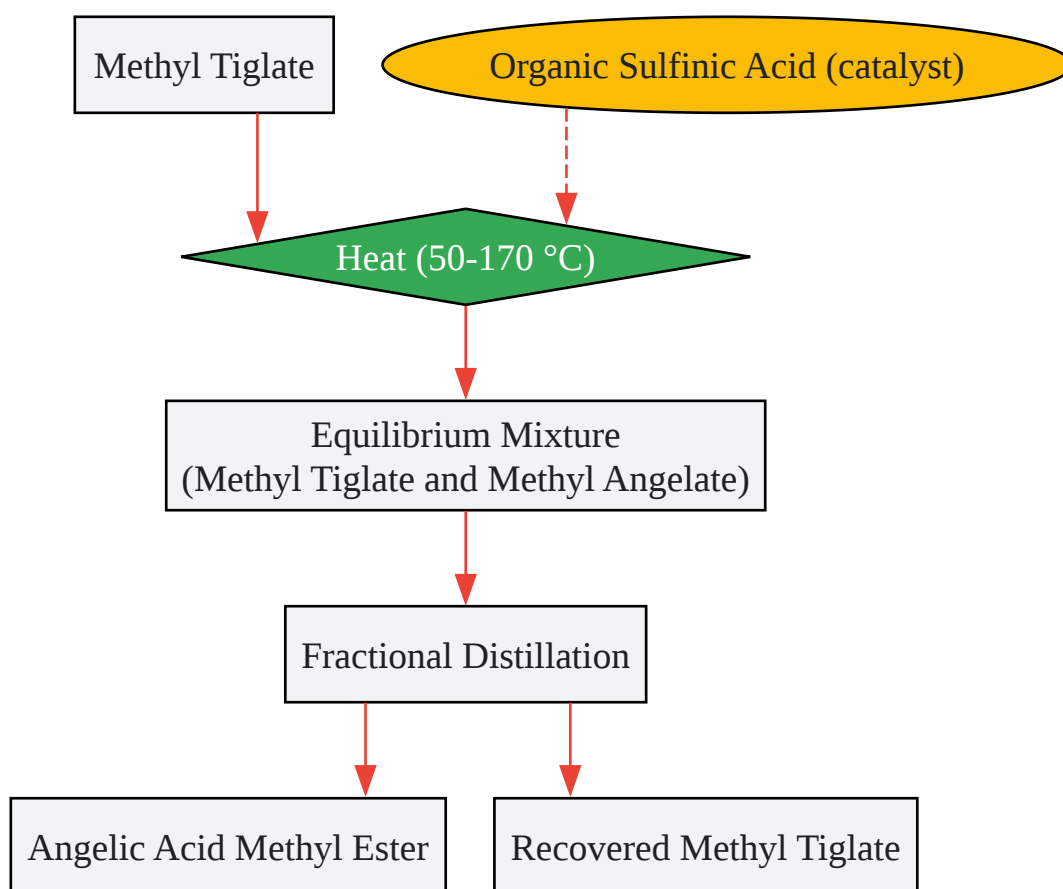 Methyl Tiglate
Organic Sulfinic Acid (catalyst)
Heat (50-170 °C)
Equilibrium Mixture
(Methyl Tiglate and Methyl Angelate)
Fractional Distillation
Angelic Acid Methyl Ester
Recovered Methyl Tiglate